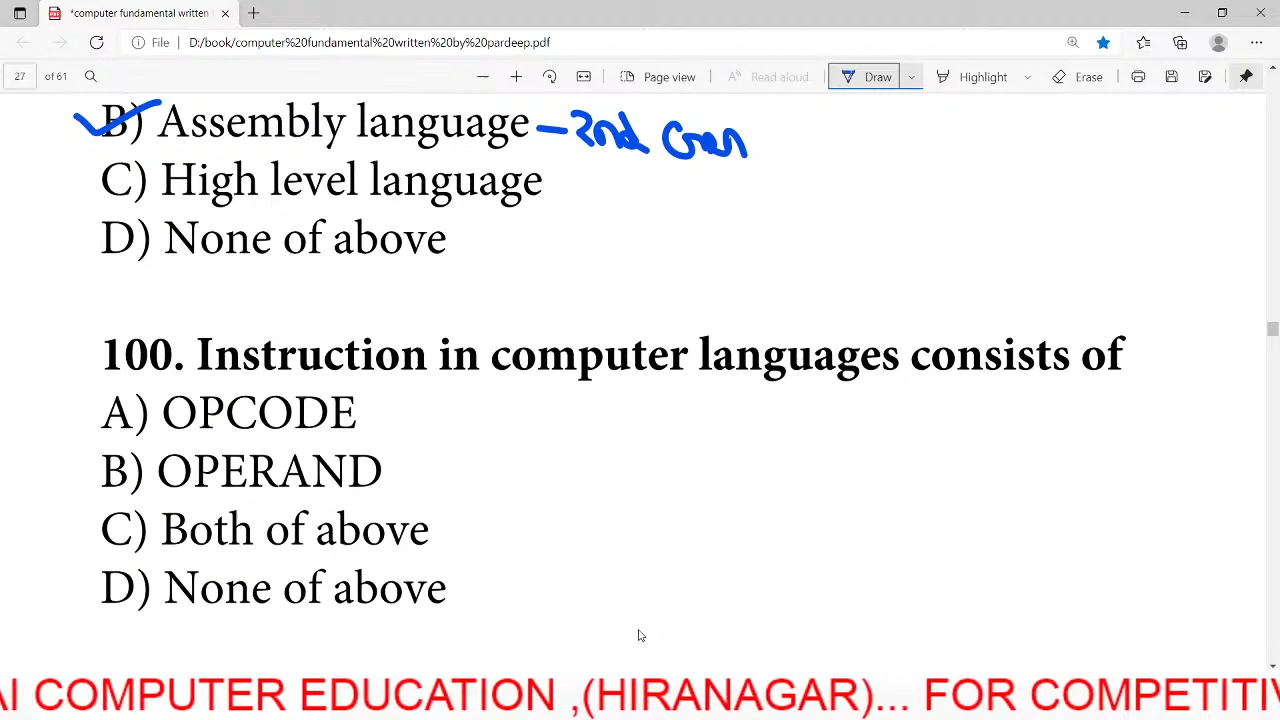 *computer fundamental written
File D:/book/computer%20fundamental%20written%20by%20pardeep.pdf
27 of 61 Page view Read aloud Draw Highlight Erase
B) Assembly language – 2nd Gen
C) High level language
D) None of above
100. Instruction in computer languages consists of
A) OPCODE
B) OPERAND
C) Both of above
D) None of above
AI COMPUTER EDUCATION ,(HIRANAGAR)... FOR COMPETITIV